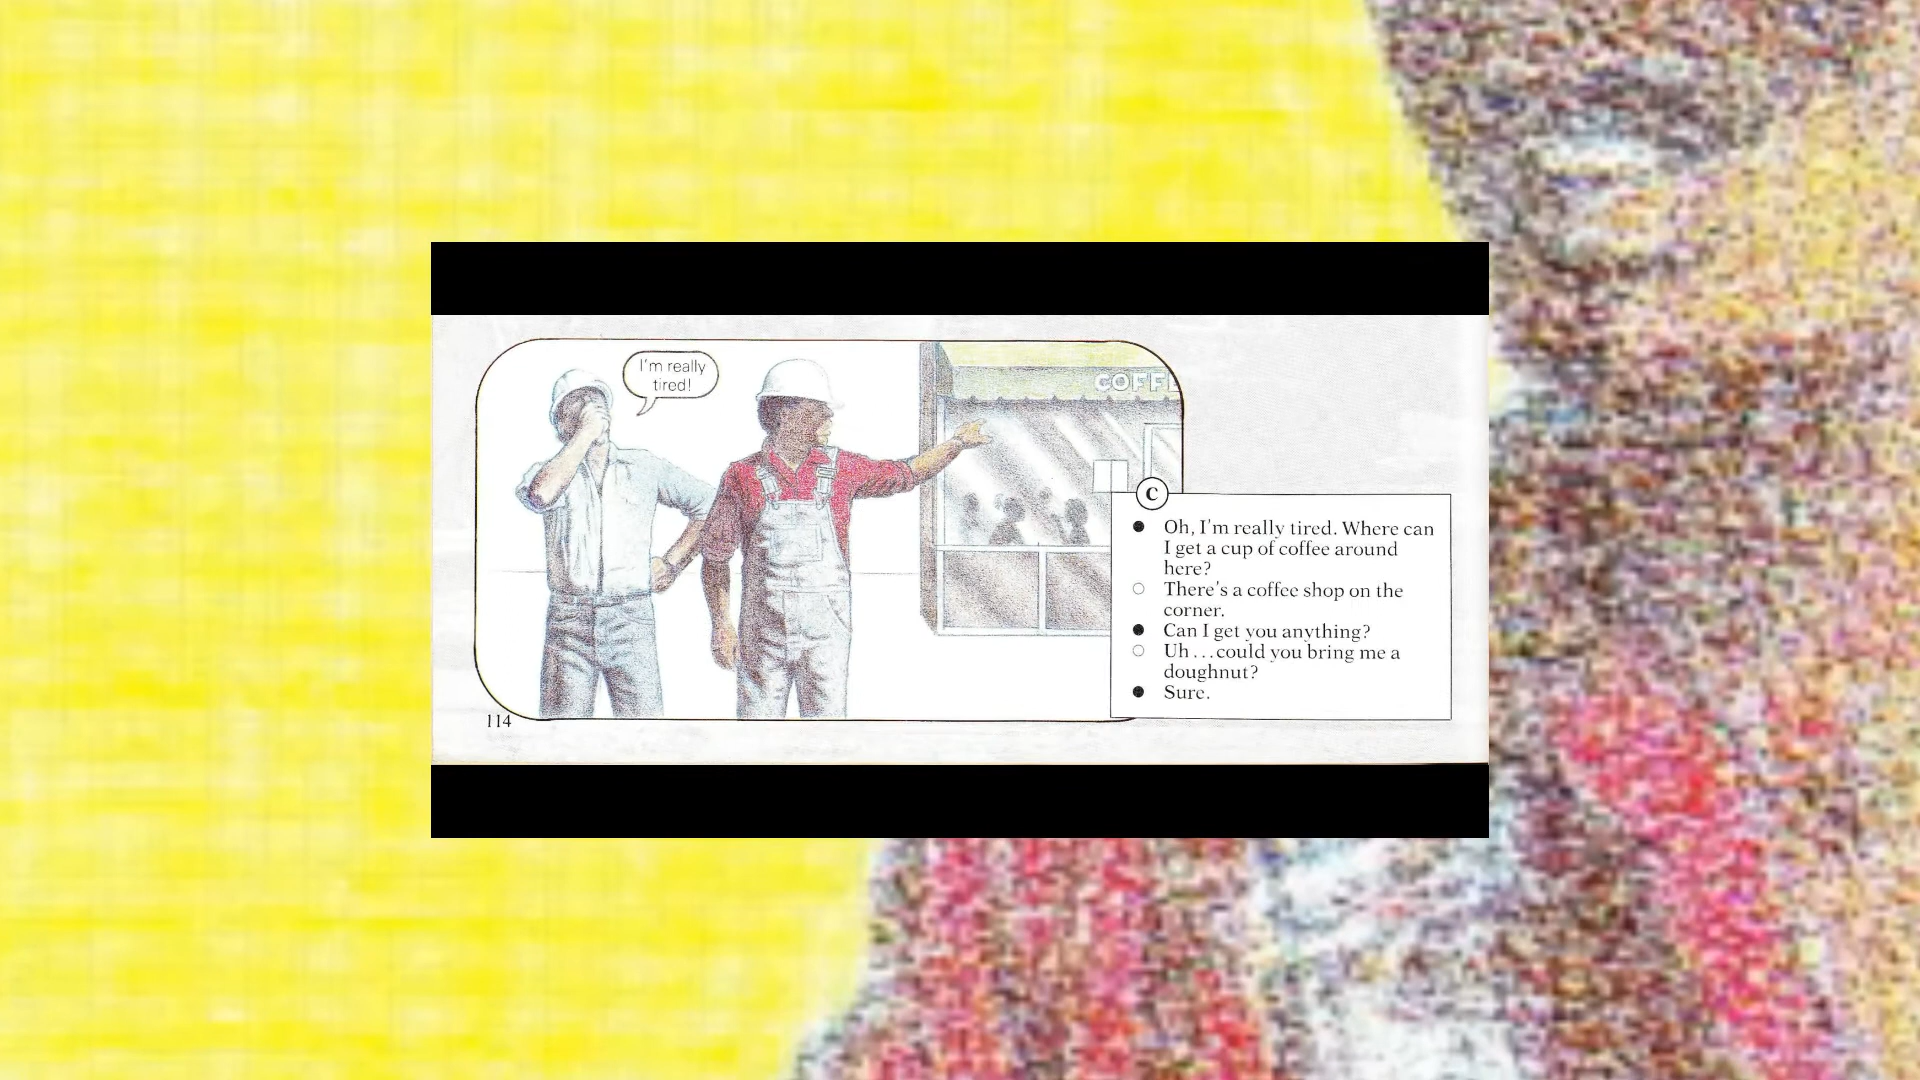 I'm really
tired!
COFFE
C
● Oh, I'm really tired. Where can
I get a cup of coffee around
here?
○ There's a coffee shop on the
corner.
● Can I get you anything?
○ Uh...could you bring me a
doughnut?
● Sure.
114